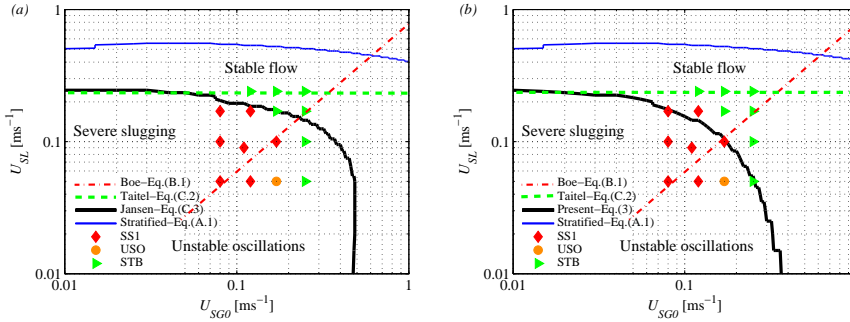 (a)
1
0.1
0.01
U_SL [ms⁻¹]
Stable flow
Severe slugging
Unstable oscillations
Boe−Eq.(B.1)
Taitel−Eq.(C.2)
Jansen−Eq.(C.3)
Stratified−Eq.(A.1)
SS1
USO
STB
0.01 0.1 1
U_SG0 [ms⁻¹]
(b)
1
0.1
0.01
U_SL [ms⁻¹]
Stable flow
Severe slugging
Unstable oscillations
Boe−Eq.(B.1)
Taitel−Eq.(C.2)
Present−Eq.(3)
Stratified−Eq.(A.1)
SS1
USO
STB
0.01 0.1 1
U_SG0 [ms⁻¹]